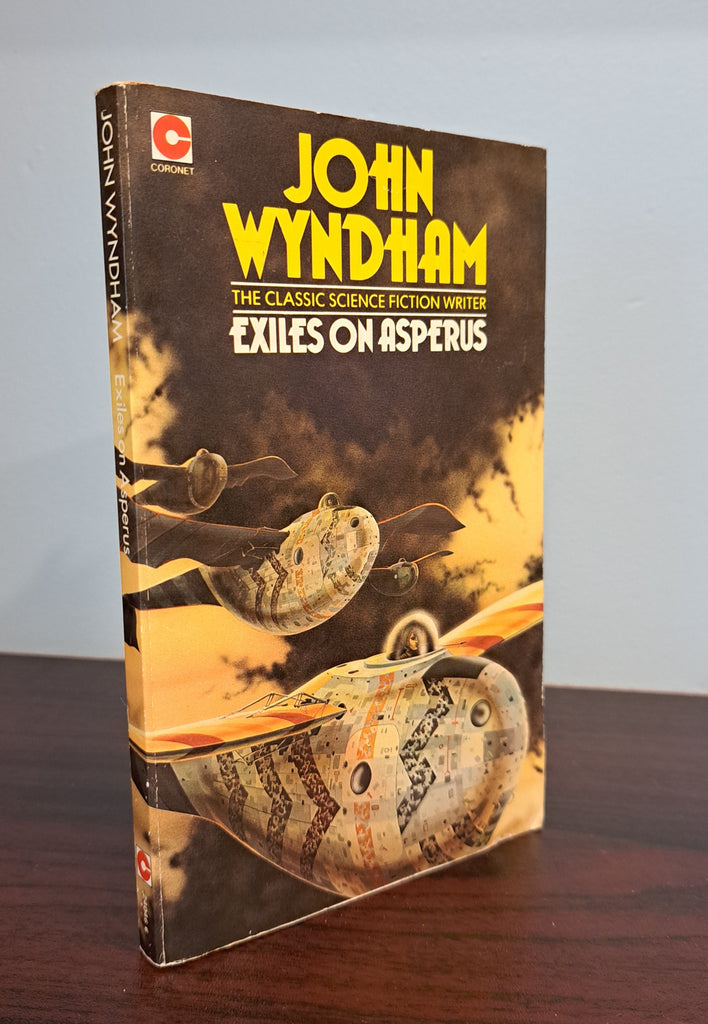 CORONET
JOHN
WYNDHAM
THE CLASSIC SCIENCE FICTION WRITER
EXILES ON ASPERUS
JOHN WYNDHAM Exiles on Asperus